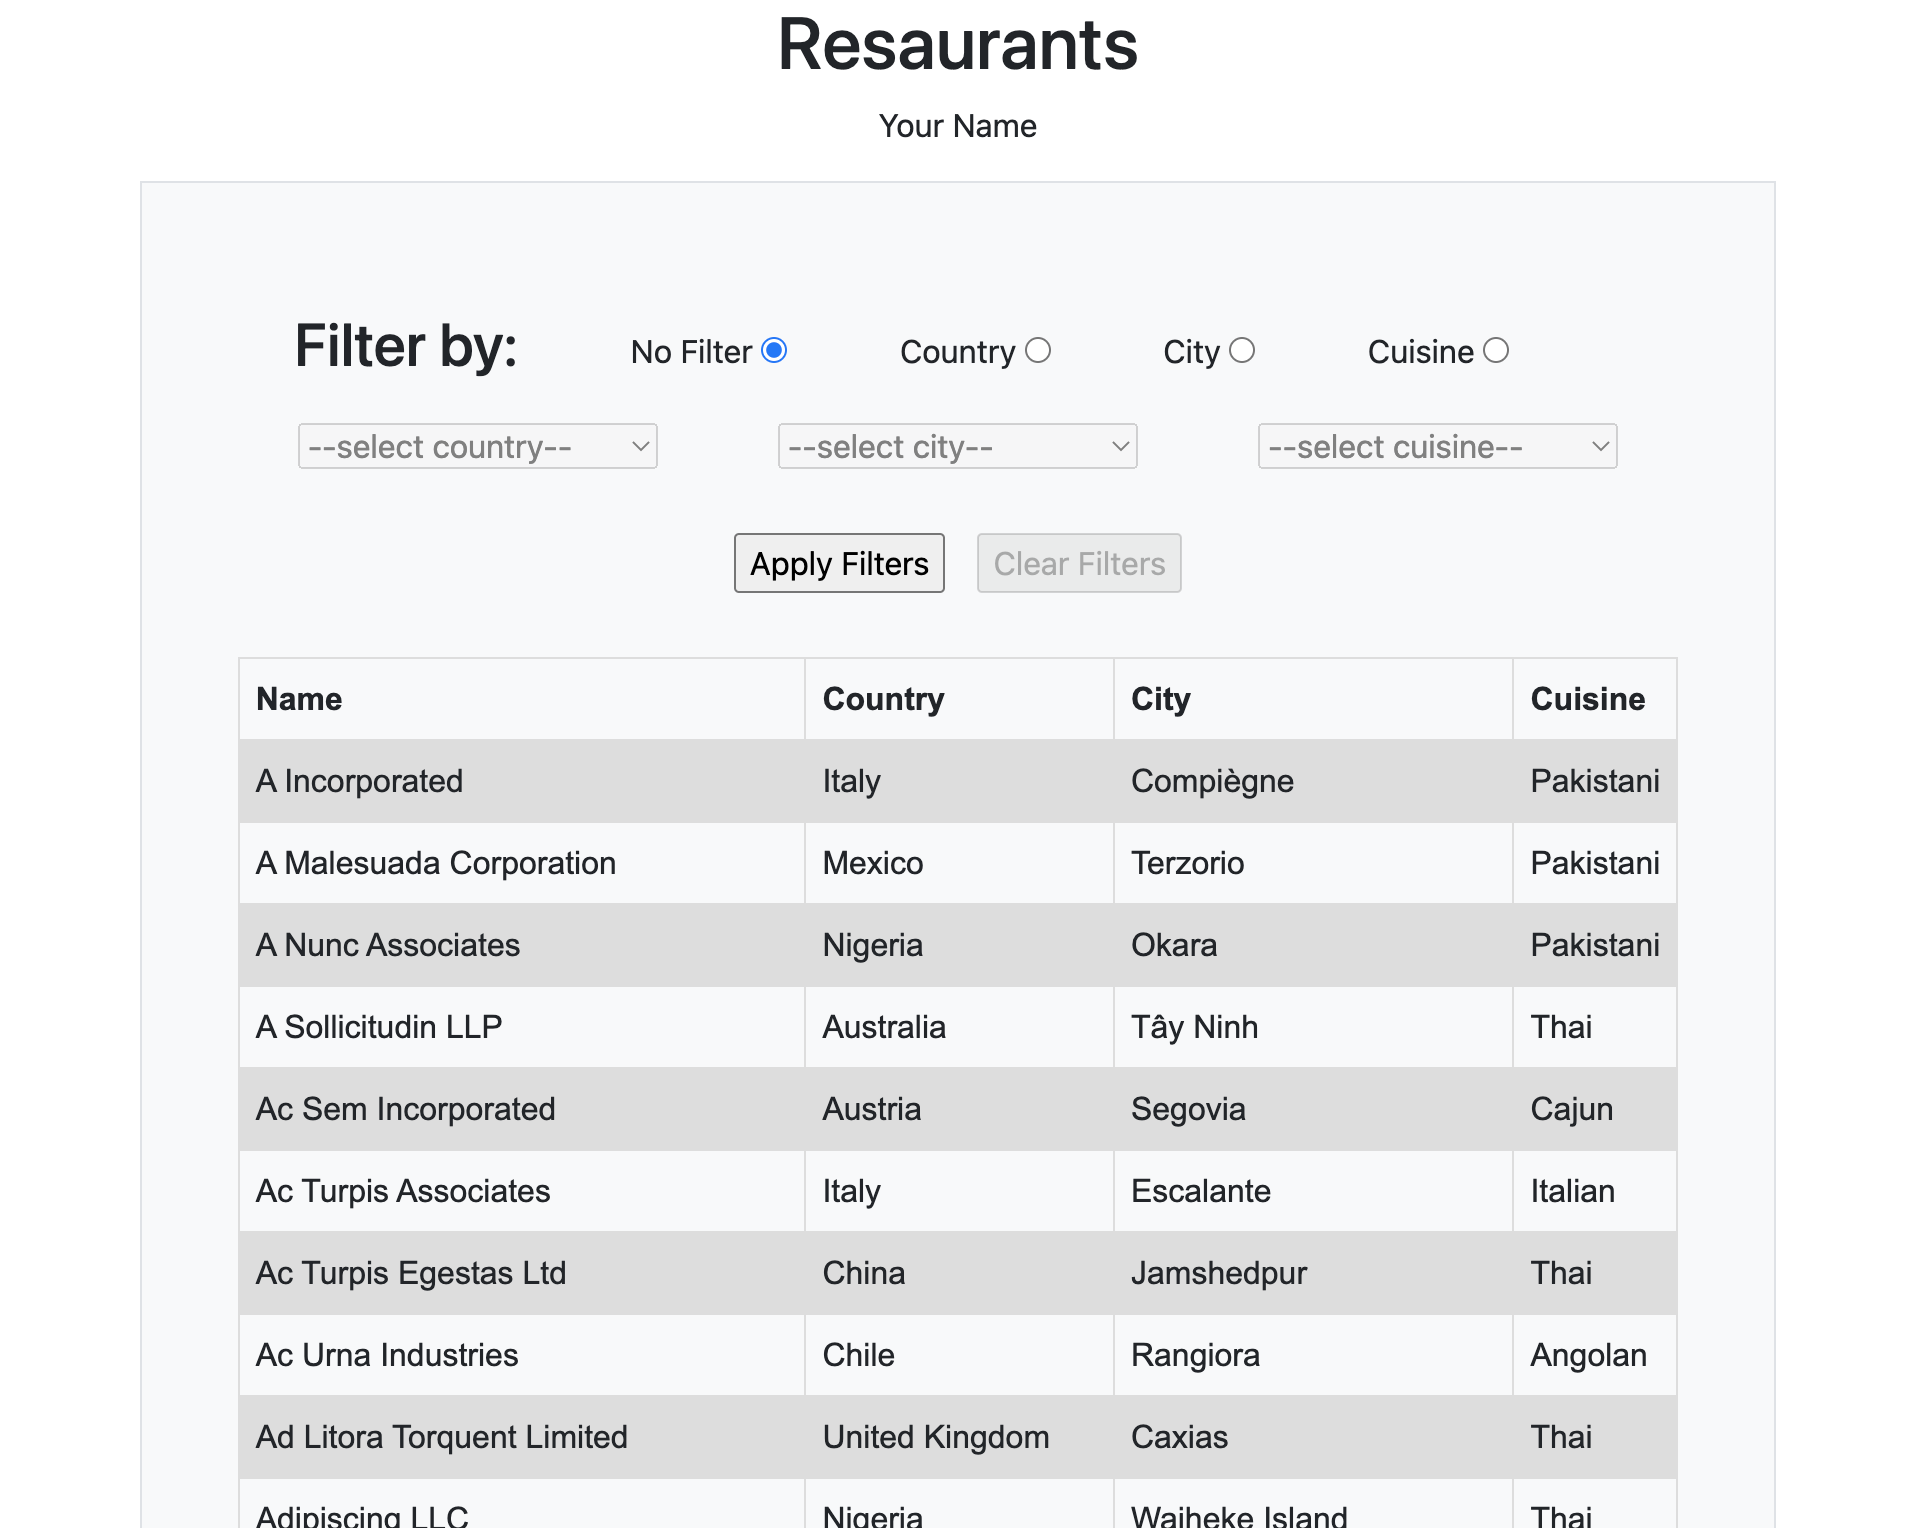 Resaurants
Your Name
Filter by: No Filter Country City Cuisine
--select country-- --select city-- --select cuisine--
Apply Filters Clear Filters
Name Country City Cuisine
A Incorporated Italy Compiègne Pakistani
A Malesuada Corporation Mexico Terzorio Pakistani
A Nunc Associates Nigeria Okara Pakistani
A Sollicitudin LLP Australia Tây Ninh Thai
Ac Sem Incorporated Austria Segovia Cajun
Ac Turpis Associates Italy Escalante Italian
Ac Turpis Egestas Ltd China Jamshedpur Thai
Ac Urna Industries Chile Rangiora Angolan
Ad Litora Torquent Limited United Kingdom Caxias Thai
Adipiscing LLC Nigeria Waiheke Island Thai